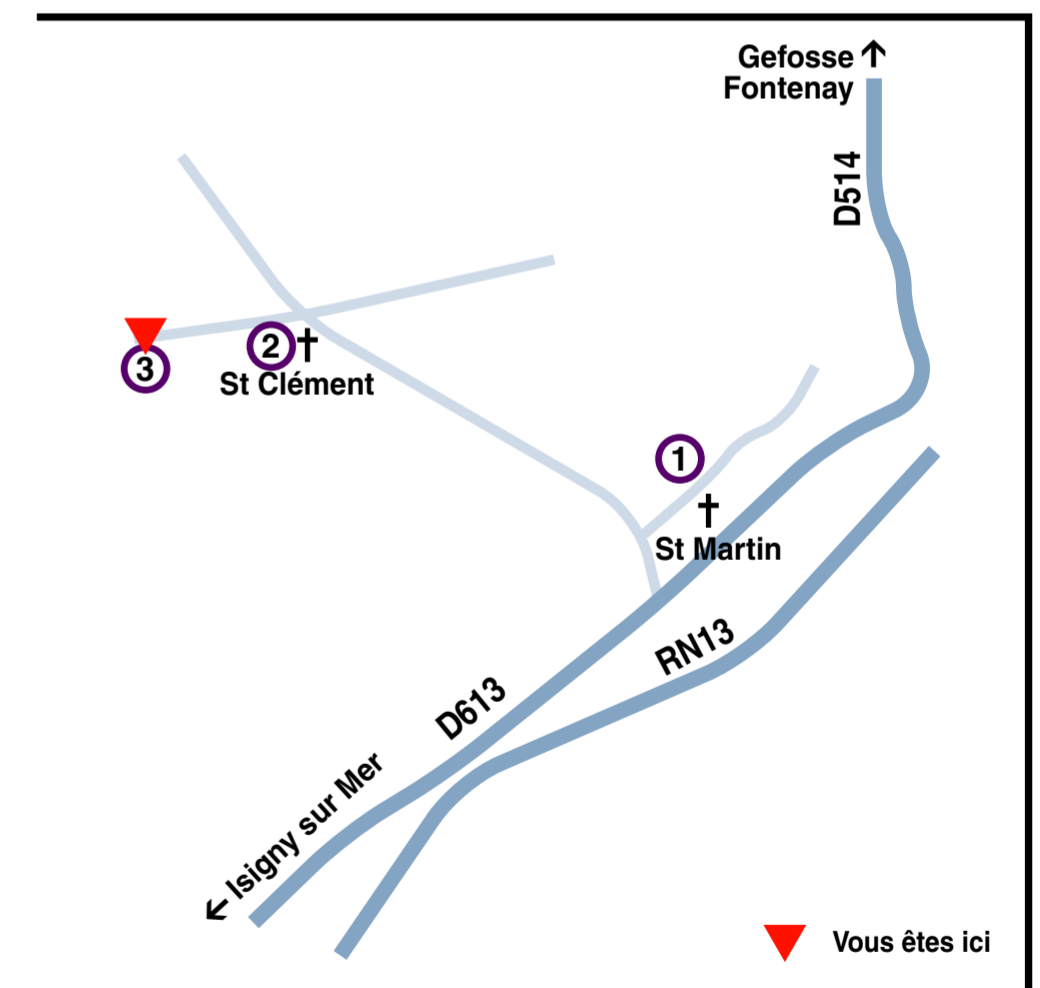 Gefosse ↑
Fontenay
D514
3
2 †
St Clément
1
†
St Martin
RN13
D613
← Isigny sur Mer
Vous êtes ici